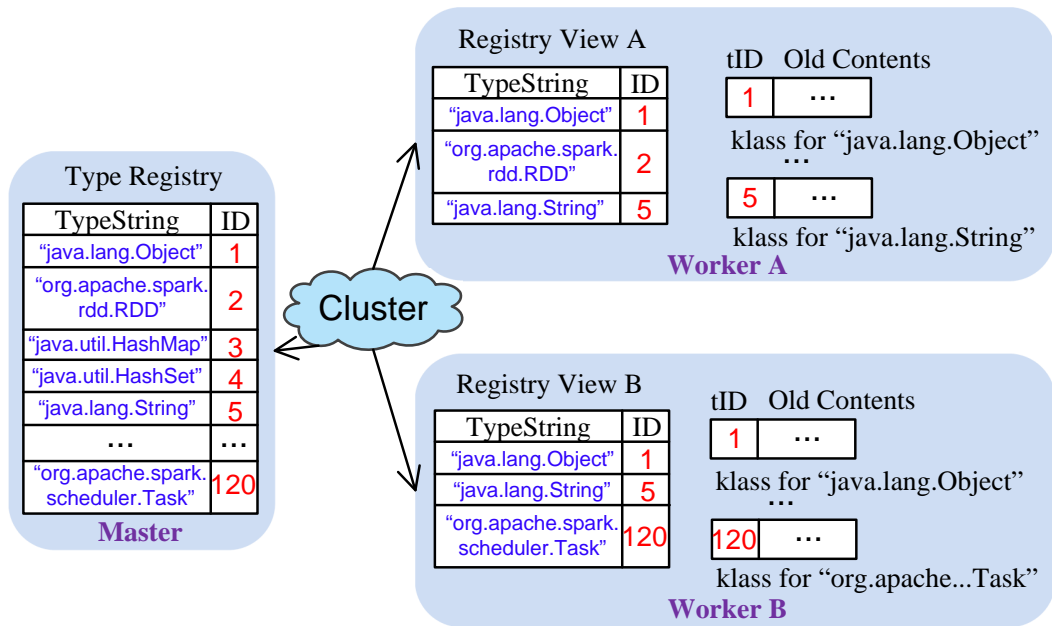 Type Registry
TypeString ID
“java.lang.Object” 1
“org.apache.spark.
rdd.RDD” 2
“java.util.HashMap” 3
“java.util.HashSet” 4
“java.lang.String” 5
... ...
“org.apache.spark.
scheduler.Task” 120
Master
Cluster
Registry View A
TypeString ID
“java.lang.Object” 1
“org.apache.spark.
rdd.RDD” 2
“java.lang.String” 5
tID Old Contents
1 ...
klass for “java.lang.Object”
...
5 ...
klass for “java.lang.String”
Worker A
Registry View B
TypeString ID
“java.lang.Object” 1
“java.lang.String” 5
“org.apache.spark.
scheduler.Task” 120
tID Old Contents
1 ...
klass for “java.lang.Object”
...
120 ...
klass for “org.apache...Task”
Worker B